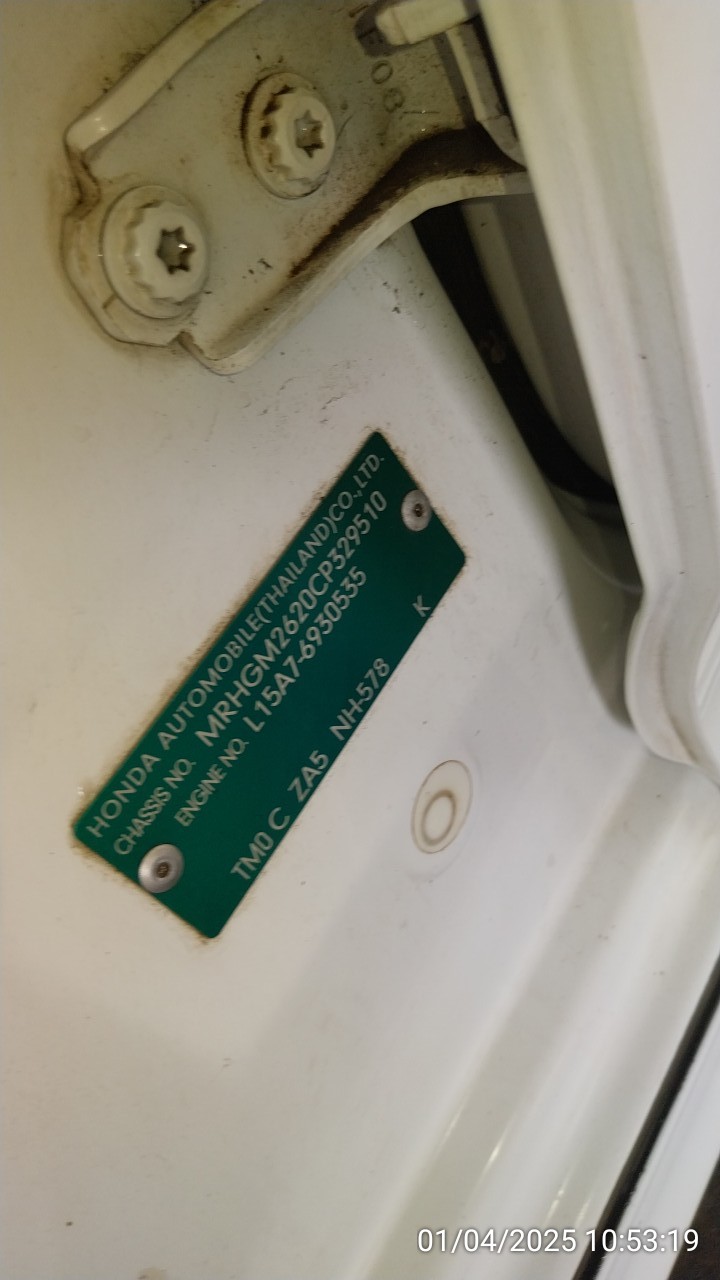 08
HONDA AUTOMOBILE(THAILAND)CO.,LTD.
CHASSIS NO. MRHGM2620CP329510
ENGINE NO. L15A7-6930535
TM0 C ZA5 NH-578 K
01/04/2025 10:53:19